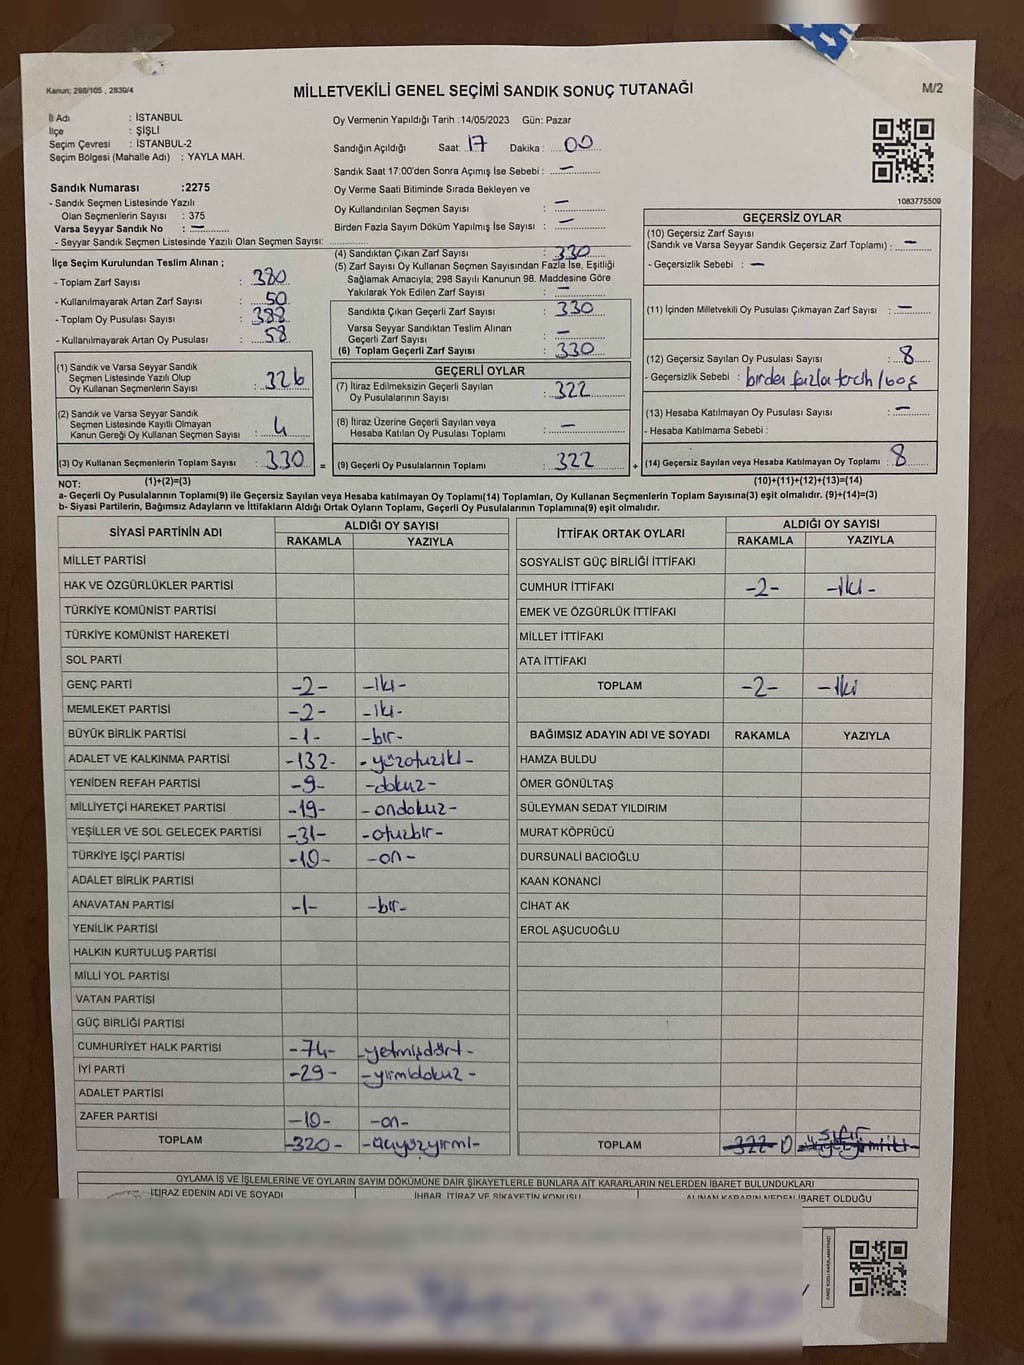 Kanun; 298/105 , 2839/4
MİLLETVEKİLİ GENEL SEÇİMİ SANDIK SONUÇ TUTANAĞI
M/2
İl Adı : İSTANBUL
İlçe : ŞİŞLİ
Seçim Çevresi : İSTANBUL-2
Seçim Bölgesi (Mahalle Adı) : YAYLA MAH.
Oy Vermenin Yapıldığı Tarih :14/05/2023 Gün: Pazar
Sandığın Açıldığı Saat: 17 Dakika : 00
Sandık Saat 17:00'den Sonra Açımış İse Sebebi : —
Oy Verme Saati Bitiminde Sırada Bekleyen ve
Oy Kullandırılan Seçmen Sayısı : —
Birden Fazla Sayım Döküm Yapılmış İse Sayısı : —
1083775509
Sandık Numarası :2275
- Sandık Seçmen Listesinde Yazılı
Olan Seçmenlerin Sayısı : 375
Varsa Seyyar Sandık No : —
- Seyyar Sandık Seçmen Listesinde Yazılı Olan Seçmen Sayısı:
İlçe Seçim Kurulundan Teslim Alınan ;
- Toplam Zarf Sayısı : 380
- Kullanılmayarak Artan Zarf Sayısı : 50
- Toplam Oy Pusulası Sayısı : 388
- Kullanılmayarak Artan Oy Pusulası : 58
(4) Sandıktan Çıkan Zarf Sayısı : 330
(5) Zarf Sayısı Oy Kullanan Seçmen Sayısından Fazla İse, Eşitliği
Sağlamak Amacıyla; 298 Sayılı Kanunun 98. Maddesine Göre
Yakılarak Yok Edilen Zarf Sayısı : —
Sandıkta Çıkan Geçerli Zarf Sayısı : 330
Varsa Seyyar Sandıktan Teslim Alınan
Geçerli Zarf Sayısı : —
(6) Toplam Geçerli Zarf Sayısı : 330
GEÇERSİZ OYLAR
(10) Geçersiz Zarf Sayısı
(Sandık ve Varsa Seyyar Sandık Geçersiz Zarf Toplamı) : —
- Geçersizlik Sebebi : —
(11) İçinden Milletvekili Oy Pusulası Çıkmayan Zarf Sayısı : —
(12) Geçersiz Sayılan Oy Pusulası Sayısı : 8
- Geçersizlik Sebebi : birden fazla tercih / boş
(13) Hesaba Katılmayan Oy Pusulası Sayısı : —
- Hesaba Katılmama Sebebi :
(14) Geçersiz Sayılan veya Hesaba Katılmayan Oy Toplamı : 8
(1) Sandık ve Varsa Seyyar Sandık
Seçmen Listesinde Yazılı Olup
Oy Kullanan Seçmenlerin Sayısı : 326
(2) Sandık ve Varsa Seyyar Sandık
Seçmen Listesinde Kayıtlı Olmayan
Kanun Gereği Oy Kullanan Seçmen Sayısı : 4
(3) Oy Kullanan Seçmenlerin Toplam Sayısı : 330 =
GEÇERLİ OYLAR
(7) İtiraz Edilmeksizin Geçerli Sayılan
Oy Pusulalarının Sayısı : 322
(8) İtiraz Üzerine Geçerli Sayılan veya
Hesaba Katılan Oy Pusulası Toplamı : —
(9) Geçerli Oy Pusulalarının Toplamı : 322 +
NOT: (1)+(2)=(3) (10)+(11)+(12)+(13)=(14)
a- Geçerli Oy Pusulalarının Toplamı(9) ile Geçersiz Sayılan veya Hesaba katılmayan Oy Toplamı(14) Toplamları, Oy Kullanan Seçmenlerin Toplam Sayısına(3) eşit olmalıdır. (9)+(14)=(3)
b- Siyasi Partilerin, Bağımsız Adayların ve İttifakların Aldığı Ortak Oyların Toplamı, Geçerli Oy Pusulalarının Toplamına(9) eşit olmalıdır.
SİYASİ PARTİNİN ADI ALDIĞI OY SAYISI
RAKAMLA YAZIYLA
MİLLET PARTİSİ
HAK VE ÖZGÜRLÜKLER PARTİSİ
TÜRKİYE KOMÜNİST PARTİSİ
TÜRKİYE KOMÜNİST HAREKETİ
SOL PARTİ
GENÇ PARTİ -2- -iki-
MEMLEKET PARTİSİ -2- -iki-
BÜYÜK BİRLİK PARTİSİ -1- -bir-
ADALET VE KALKINMA PARTİSİ -132- -yüzotuziki-
YENİDEN REFAH PARTİSİ -9- -dokuz-
MİLLİYETÇİ HAREKET PARTİSİ -19- -ondokuz-
YEŞİLLER VE SOL GELECEK PARTİSİ -31- -otuzbir-
TÜRKİYE İŞÇİ PARTİSİ -10- -on-
ADALET BİRLİK PARTİSİ
ANAVATAN PARTİSİ -1- -bir-
YENİLİK PARTİSİ
HALKIN KURTULUŞ PARTİSİ
MİLLİ YOL PARTİSİ
VATAN PARTİSİ
GÜÇ BİRLİĞİ PARTİSİ
CUMHURİYET HALK PARTİSİ -74- -yetmişdört-
İYİ PARTİ -29- -yirmidokuz-
ADALET PARTİSİ
ZAFER PARTİSİ -10- -on-
TOPLAM -320- -üçyüzyirmi-
İTTİFAK ORTAK OYLARI ALDIĞI OY SAYISI
RAKAMLA YAZIYLA
SOSYALİST GÜÇ BİRLİĞİ İTTİFAKI
CUMHUR İTTİFAKI -2- -iki-
EMEK VE ÖZGÜRLÜK İTTİFAKI
MİLLET İTTİFAKI
ATA İTTİFAKI
TOPLAM -2- -iki
BAĞIMSIZ ADAYIN ADI VE SOYADI RAKAMLA YAZIYLA
HAMZA BULDU
ÖMER GÖNÜLTAŞ
SÜLEYMAN SEDAT YILDIRIM
MURAT KÖPRÜCÜ
DURSUNALİ BACIOĞLU
KAAN KONANCİ
CİHAT AK
EROL AŞUCUOĞLU
TOPLAM -322- 0 sıfır
OYLAMA İŞ VE İŞLEMLERİNE VE OYLARIN SAYIM DÖKÜMÜNE DAİR ŞİKAYETLERLE BUNLARA AİT KARARLARIN NELERDEN İBARET BULUNDUKLARI
İTİRAZ EDENİN ADI VE SOYADI İHBAR, İTİRAZ VE ŞİKAYETİN KONUSU ALINAN KARARIN NEDEN İBARET OLDUĞU